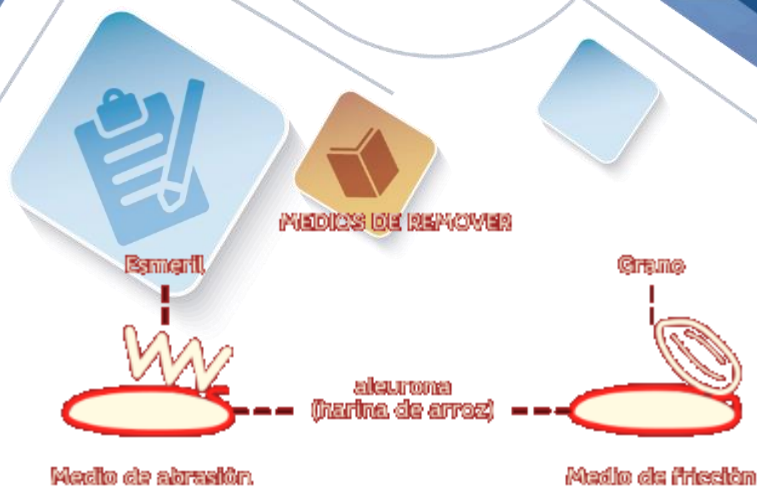 MEDIOS DE REMOVER
Esmeril
Grano
aleurona
(harina de arroz)
Medio de abrasión
Medio de fricción